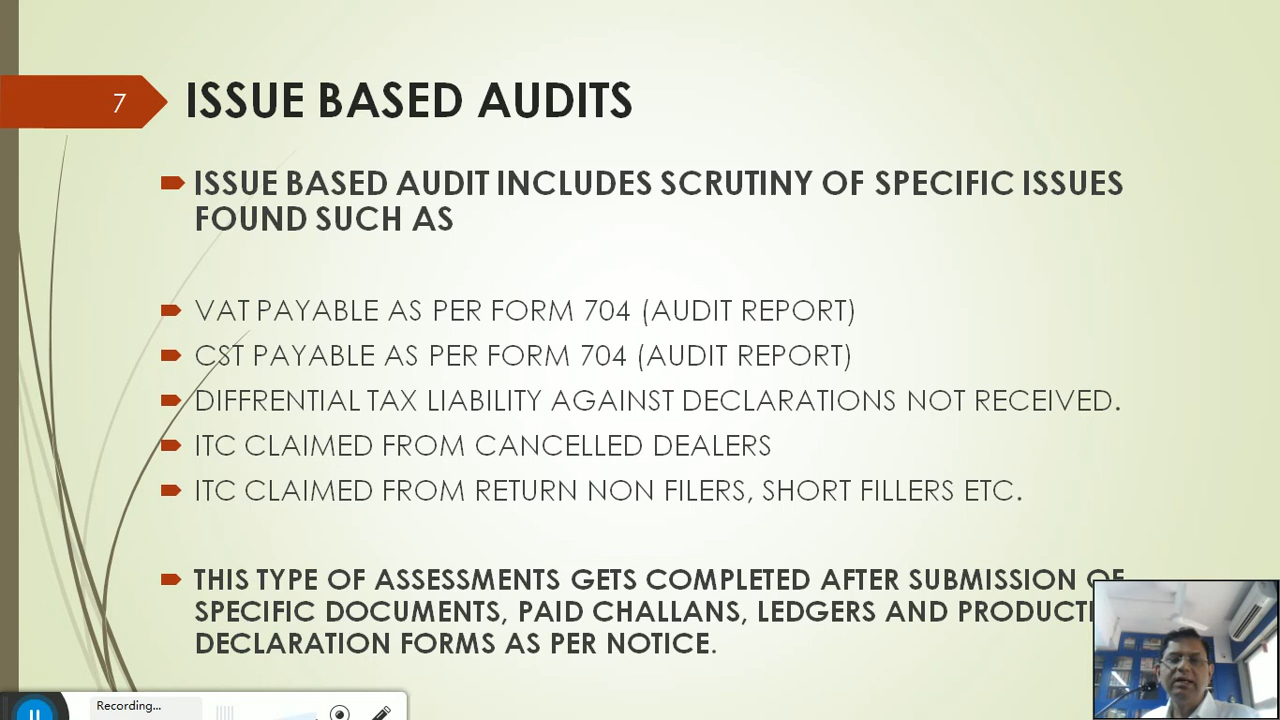 7
ISSUE BASED AUDITS
ISSUE BASED AUDIT INCLUDES SCRUTINY OF SPECIFIC ISSUES
FOUND SUCH AS
VAT PAYABLE AS PER FORM 704 (AUDIT REPORT)
CST PAYABLE AS PER FORM 704 (AUDIT REPORT)
DIFFRENTIAL TAX LIABILITY AGAINST DECLARATIONS NOT RECEIVED.
ITC CLAIMED FROM CANCELLED DEALERS
ITC CLAIMED FROM RETURN NON FILERS, SHORT FILLERS ETC.
THIS TYPE OF ASSESSMENTS GETS COMPLETED AFTER SUBMISSION OF
SPECIFIC DOCUMENTS, PAID CHALLANS, LEDGERS AND
DECLARATION FORMS AS PER NOTICE.
Recording...